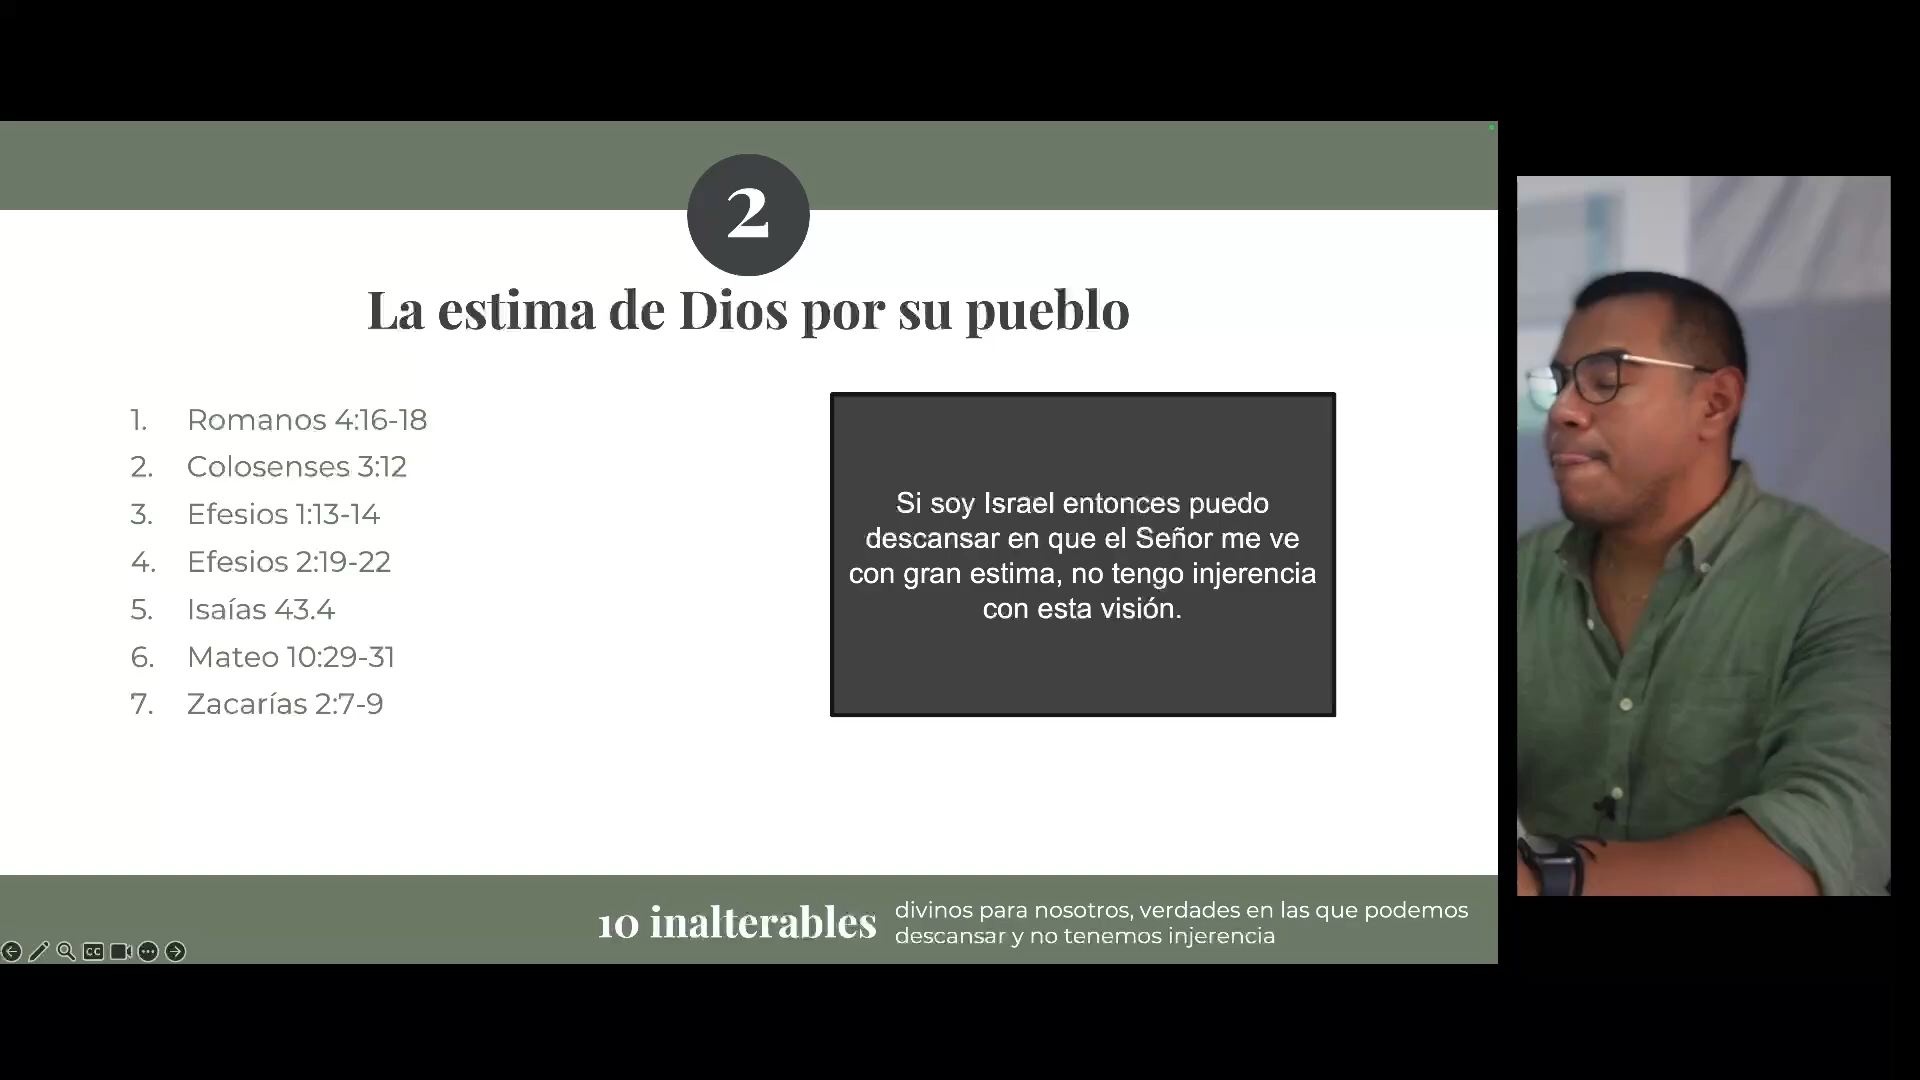 2
La estima de Dios por su pueblo
1. Romanos 4:16-18
2. Colosenses 3:12
3. Efesios 1:13-14
4. Efesios 2:19-22
5. Isaías 43.4
6. Mateo 10:29-31
7. Zacarías 2:7-9
Si soy Israel entonces puedo
descansar en que el Señor me ve
con gran estima, no tengo injerencia
con esta visión.
10 inalterables
divinos para nosotros, verdades en las que podemos
descansar y no tenemos injerencia
CC